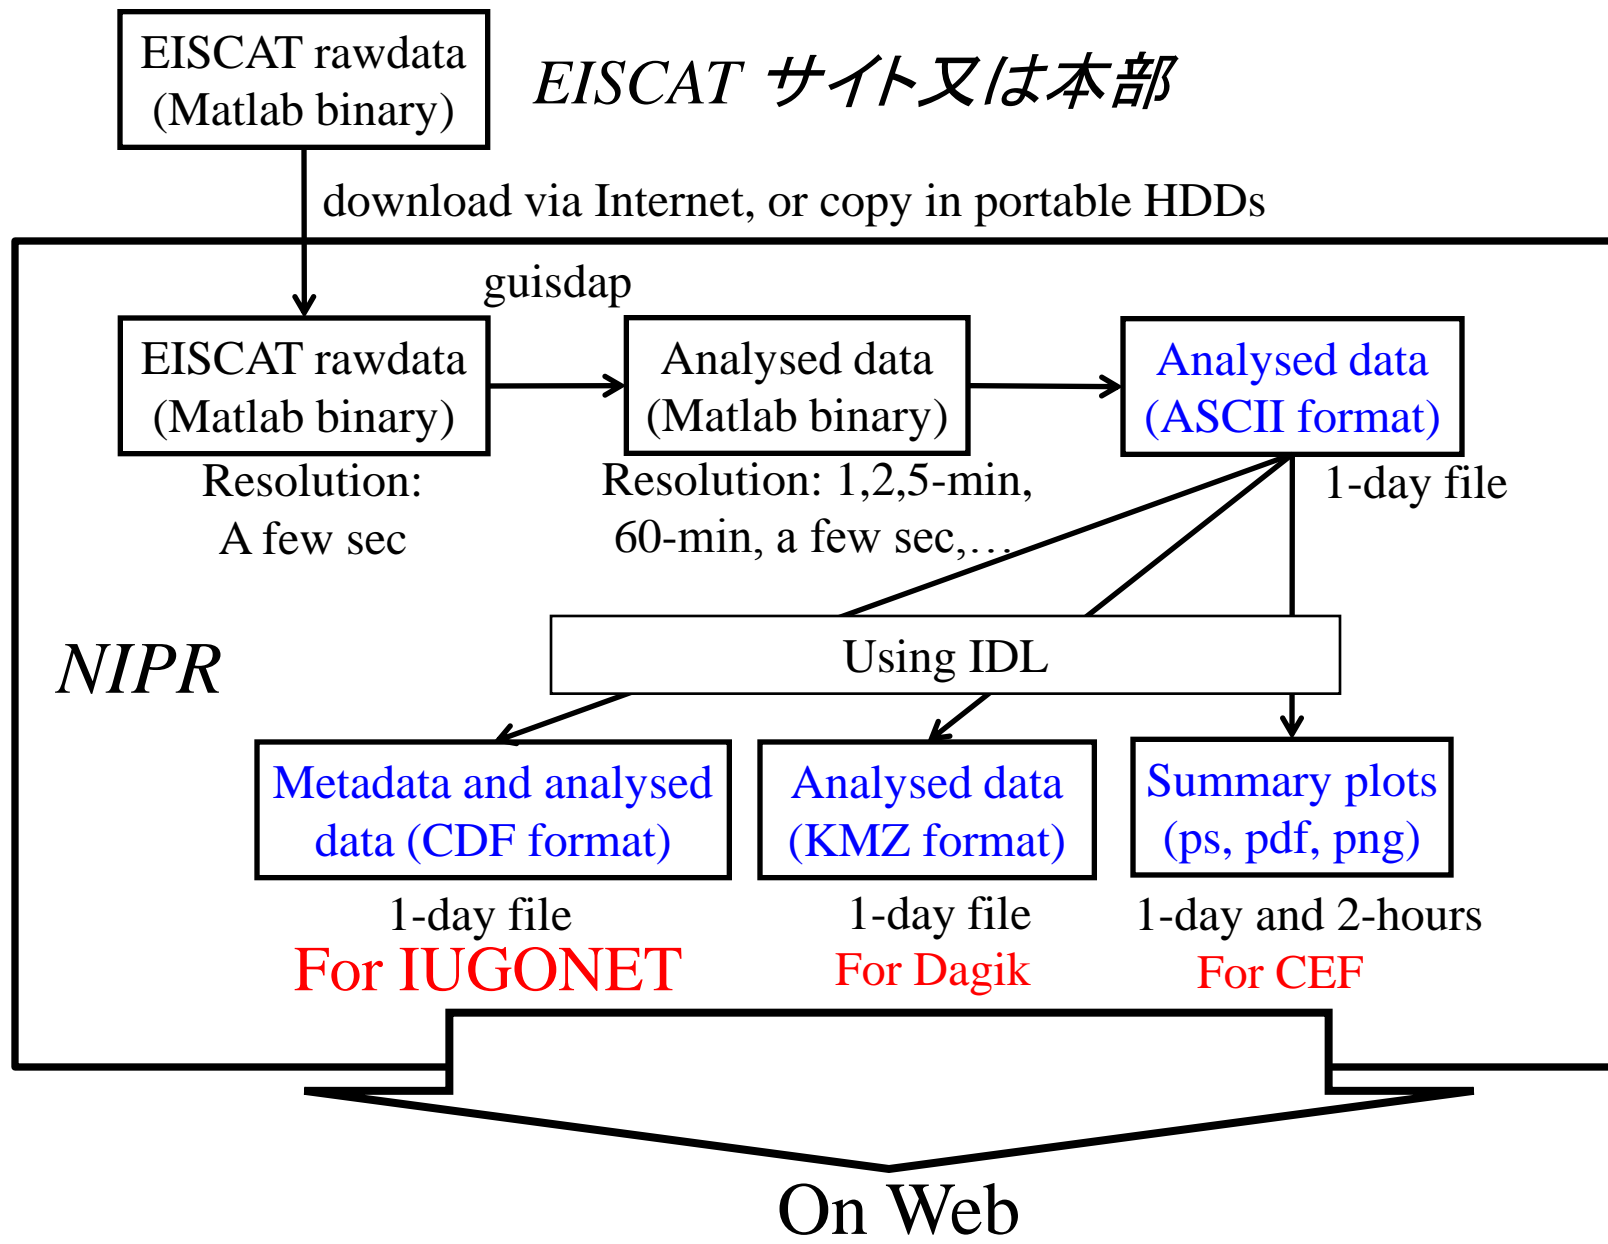 EISCAT rawdata
(Matlab binary)
EISCAT サイト又は本部
download via Internet, or copy in portable HDDs
guisdap
EISCAT rawdata
(Matlab binary)
Resolution:
A few sec
Analysed data
(Matlab binary)
Resolution: 1,2,5-min,
60-min, a few sec,…
Analysed data
(ASCII format)
1-day file
NIPR
Using IDL
Metadata and analysed
data (CDF format)
1-day file
For IUGONET
Analysed data
(KMZ format)
1-day file
For Dagik
Summary plots
(ps, pdf, png)
1-day and 2-hours
For CEF
On Web